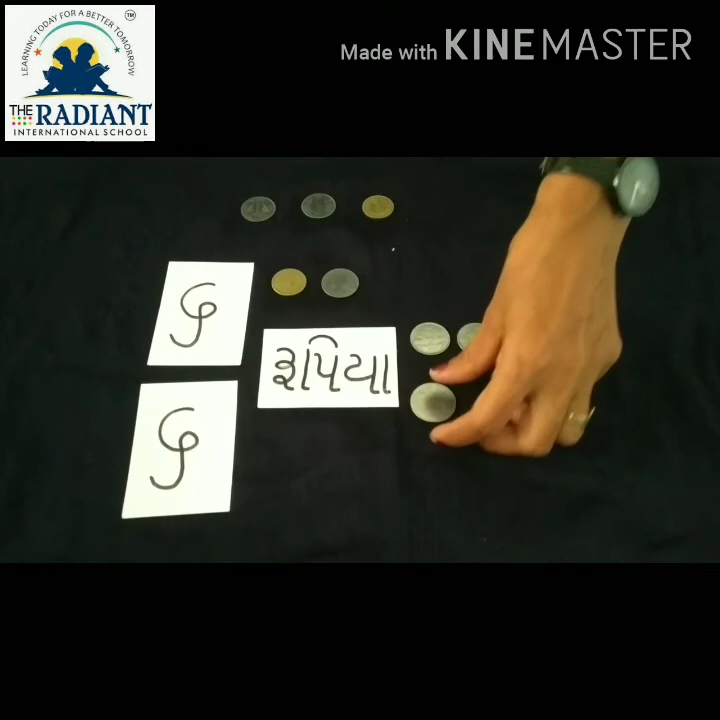 LEARNING TODAY FOR A BETTER TOMORROW
™
THE RADIANT
INTERNATIONAL SCHOOL
Made with KINEMASTER
૬
રૂપિયા
૬